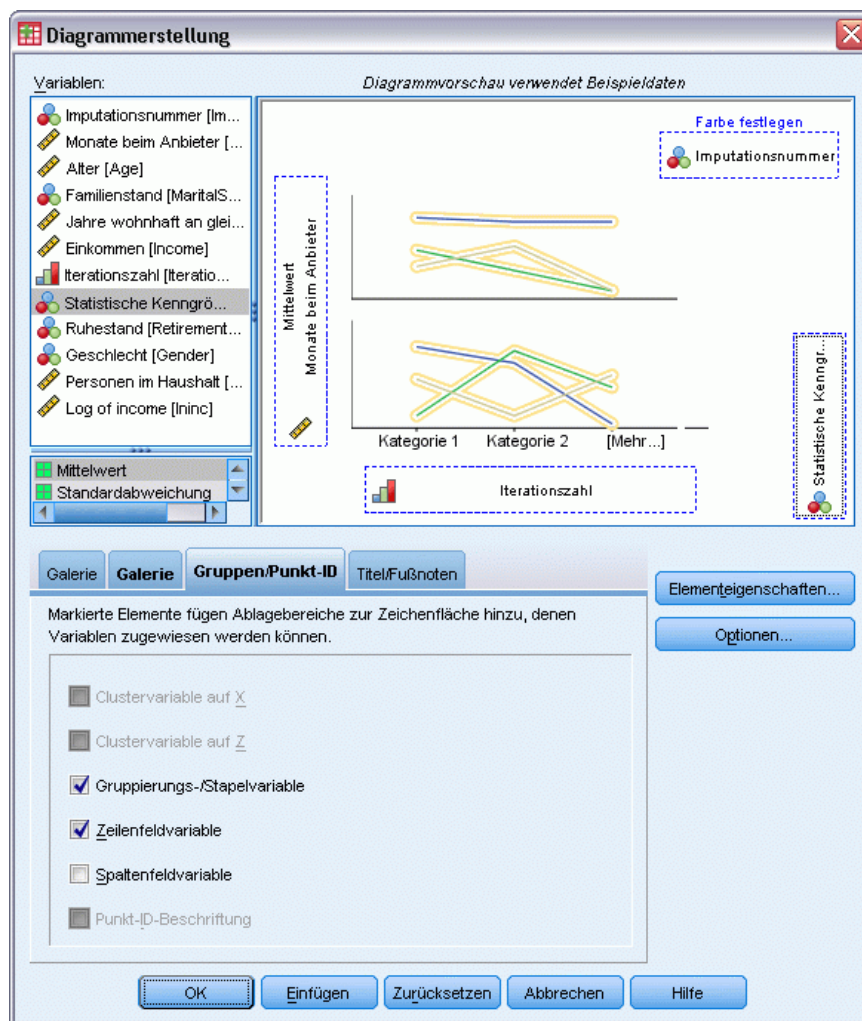 Diagrammerstellung
Variablen:
Diagrammvorschau verwendet Beispieldaten
Imputationsnummer [Im...
Monate beim Anbieter [...
Alter [Age]
Familienstand [MaritalS...
Jahre wohnhaft an glei...
Einkommen [Income]
Iterationszahl [Iteratio...
Statistische Kenngrö...
Ruhestand [Retirement...
Geschlecht [Gender]
Personen im Haushalt [...
Log of income [lninc]
Mittelwert
Standardabweichung
Farbe festlegen
Imputationsnummer
Mittelwert
Monate beim Anbieter
Kategorie 1 Kategorie 2 [Mehr...]
Iterationszahl
Statistische Kenngr...
Galerie Galerie Gruppen/Punkt-ID Titel/Fußnoten
Markierte Elemente fügen Ablagebereiche zur Zeichenfläche hinzu, denen
Variablen zugewiesen werden können.
Clustervariable auf X
Clustervariable auf Z
Gruppierungs-/Stapelvariable
Zeilenfeldvariable
Spaltenfeldvariable
Punkt-ID-Beschriftung
Elementeigenschaften...
Optionen...
OK Einfügen Zurücksetzen Abbrechen Hilfe